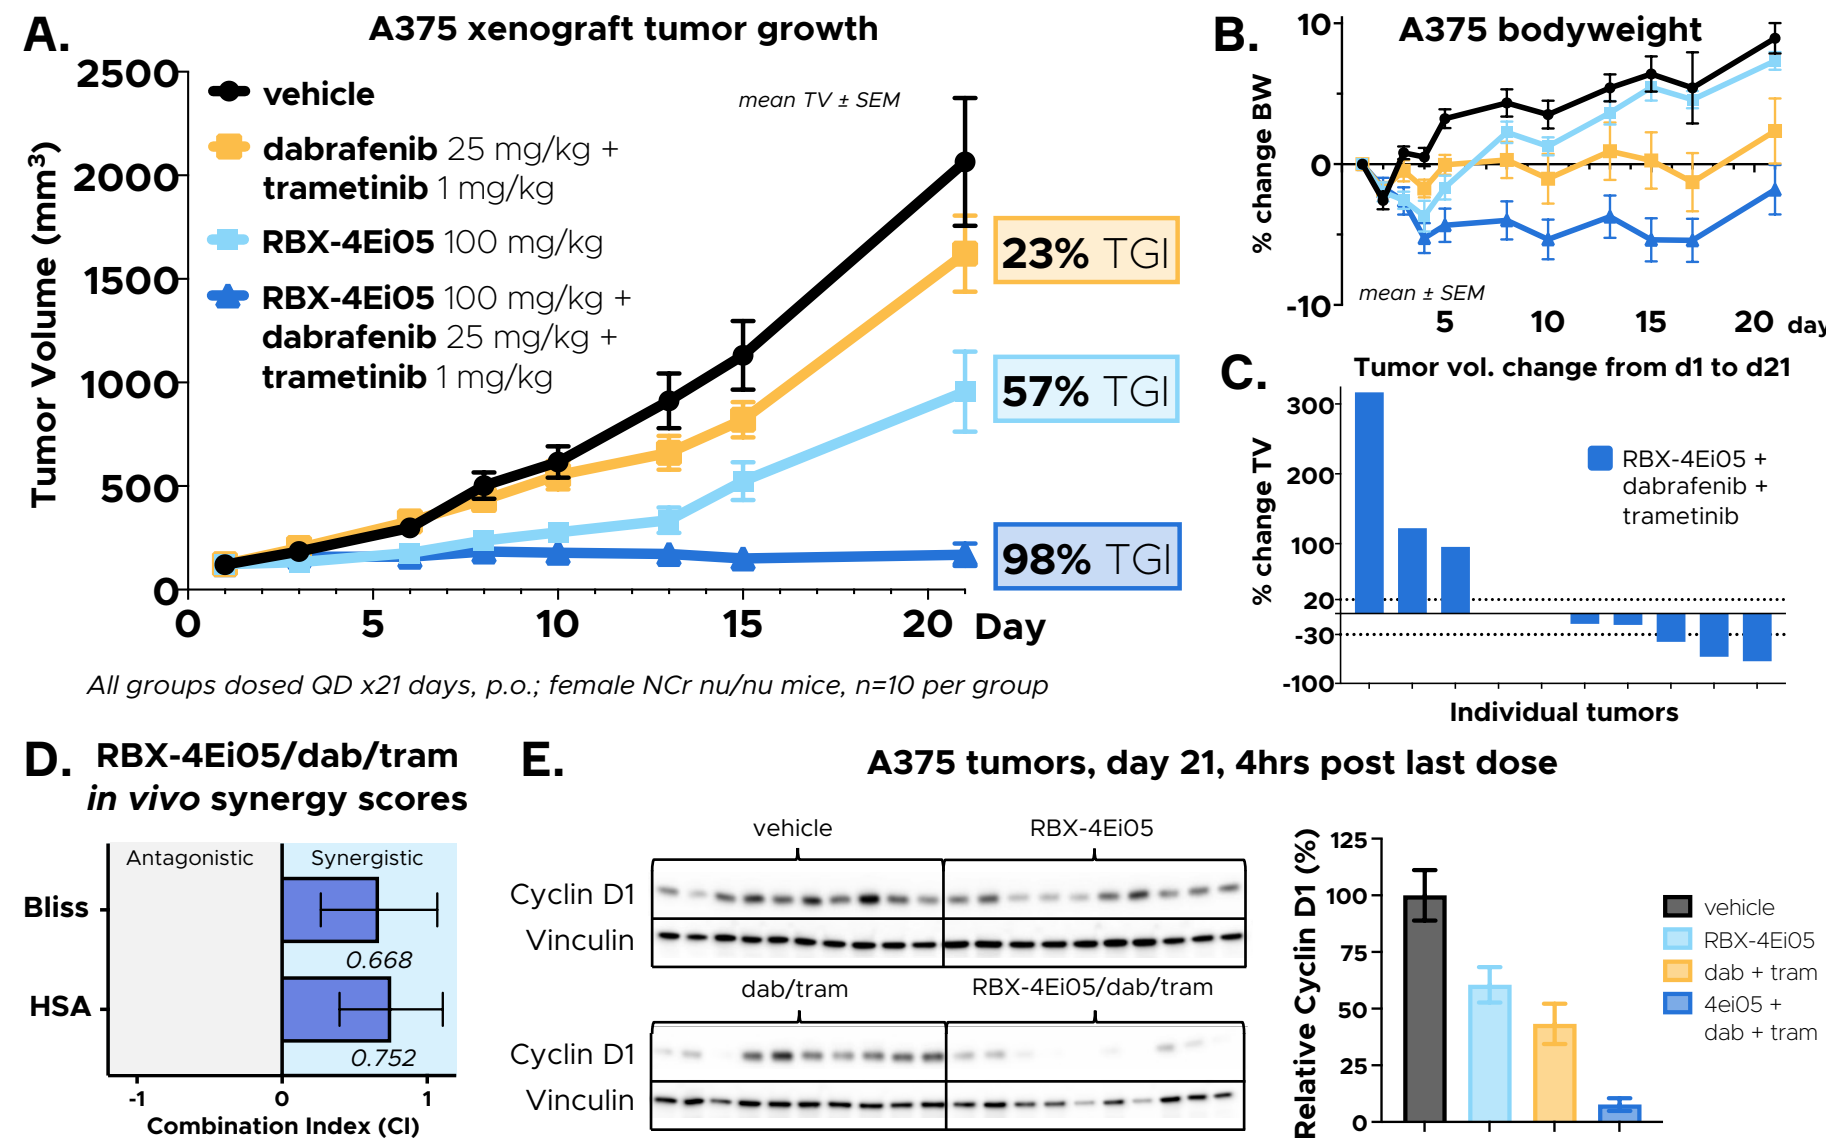 A.
A375 xenograft tumor growth
Tumor Volume (mm³)
2500
2000
1500
1000
500
0
mean TV ± SEM
vehicle
dabrafenib 25 mg/kg +
trametinib 1 mg/kg
RBX-4Ei05 100 mg/kg
RBX-4Ei05 100 mg/kg +
dabrafenib 25 mg/kg +
trametinib 1 mg/kg
23% TGI
57% TGI
98% TGI
0 5 10 15 20 Day
All groups dosed QD x21 days, p.o.; female NCr nu/nu mice, n=10 per group
B.
A375 bodyweight
% change BW
10
0
-10
mean ± SEM
5 10 15 20 day
C.
Tumor vol. change from d1 to d21
% change TV
300
200
100
20
-30
-100
RBX-4Ei05 +
dabrafenib +
trametinib
Individual tumors
D.
RBX-4Ei05/dab/tram
in vivo synergy scores
Antagonistic Synergistic
Bliss
0.668
HSA
0.752
-1 0 1
Combination Index (CI)
E.
A375 tumors, day 21, 4hrs post last dose
vehicle RBX-4Ei05
Cyclin D1
Vinculin
dab/tram RBX-4Ei05/dab/tram
Cyclin D1
Vinculin
Relative Cyclin D1 (%)
125
100
75
50
25
0
vehicle
RBX-4Ei05
dab + tram
4ei05 +
dab + tram